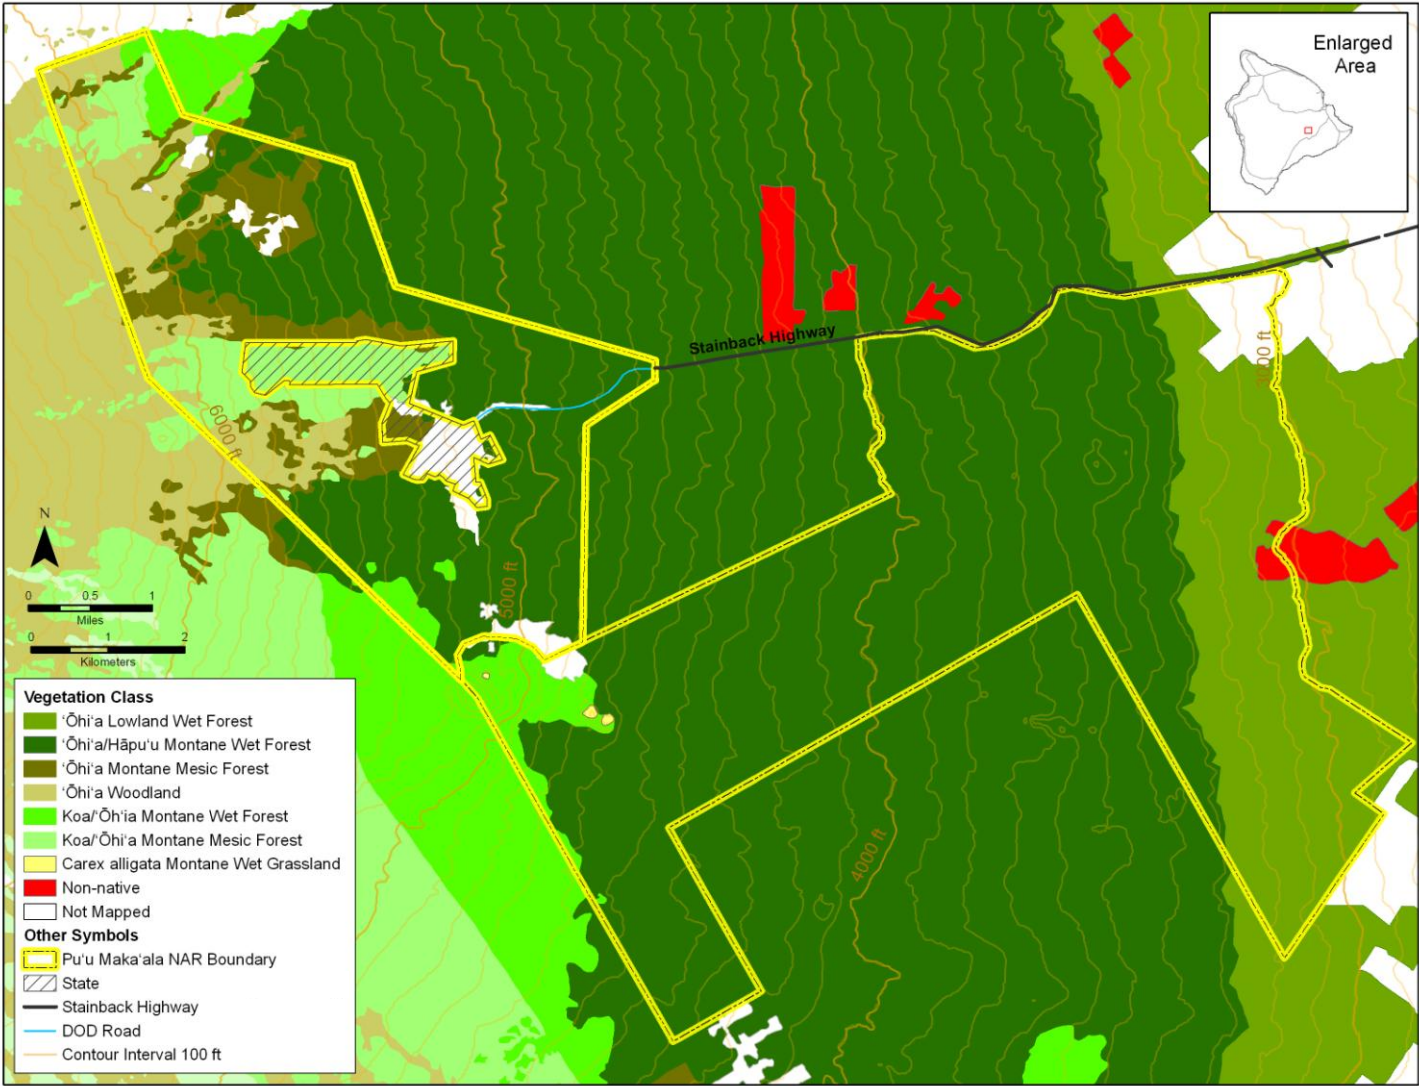 Enlarged
Area
Stainback Highway
3000 ft
6000 ft
5000 ft
4000 ft
N
0 0.5 1
Miles
0 1 2
Kilometers
Vegetation Class
ʻŌhiʻa Lowland Wet Forest
ʻŌhiʻa/Hāpuʻu Montane Wet Forest
ʻŌhiʻa Montane Mesic Forest
ʻŌhiʻa Woodland
Koa/ʻŌhʻia Montane Wet Forest
Koa/ʻŌhiʻa Montane Mesic Forest
Carex alligata Montane Wet Grassland
Non-native
Not Mapped
Other Symbols
Puʻu Makaʻala NAR Boundary
State
Stainback Highway
DOD Road
Contour Interval 100 ft